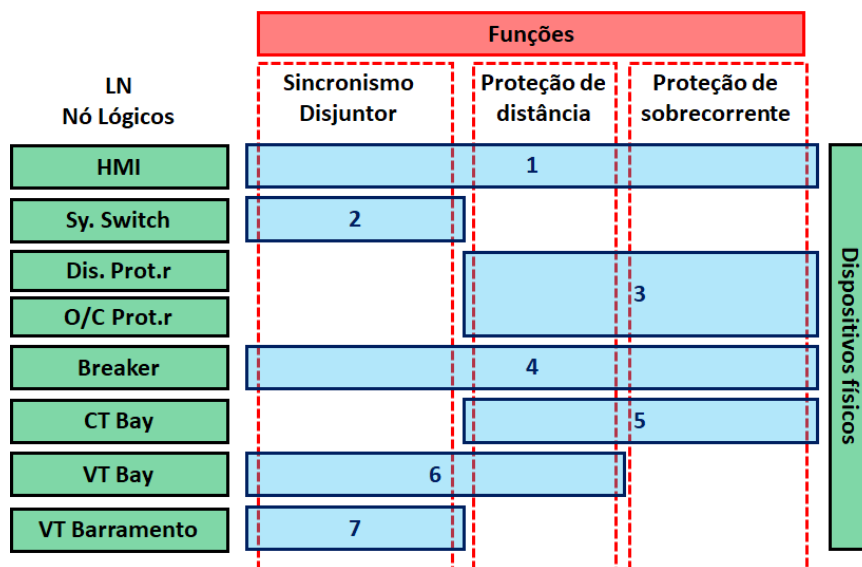 Funções
LN
Nó Lógicos
Sincronismo
Disjuntor
Proteção de
distância
Proteção de
sobrecorrente
HMI
1
Sy. Switch
2
Dis. Prot.r
O/C Prot.r
3
Breaker
4
CT Bay
5
VT Bay
6
VT Barramento
7
Dispositivos físicos